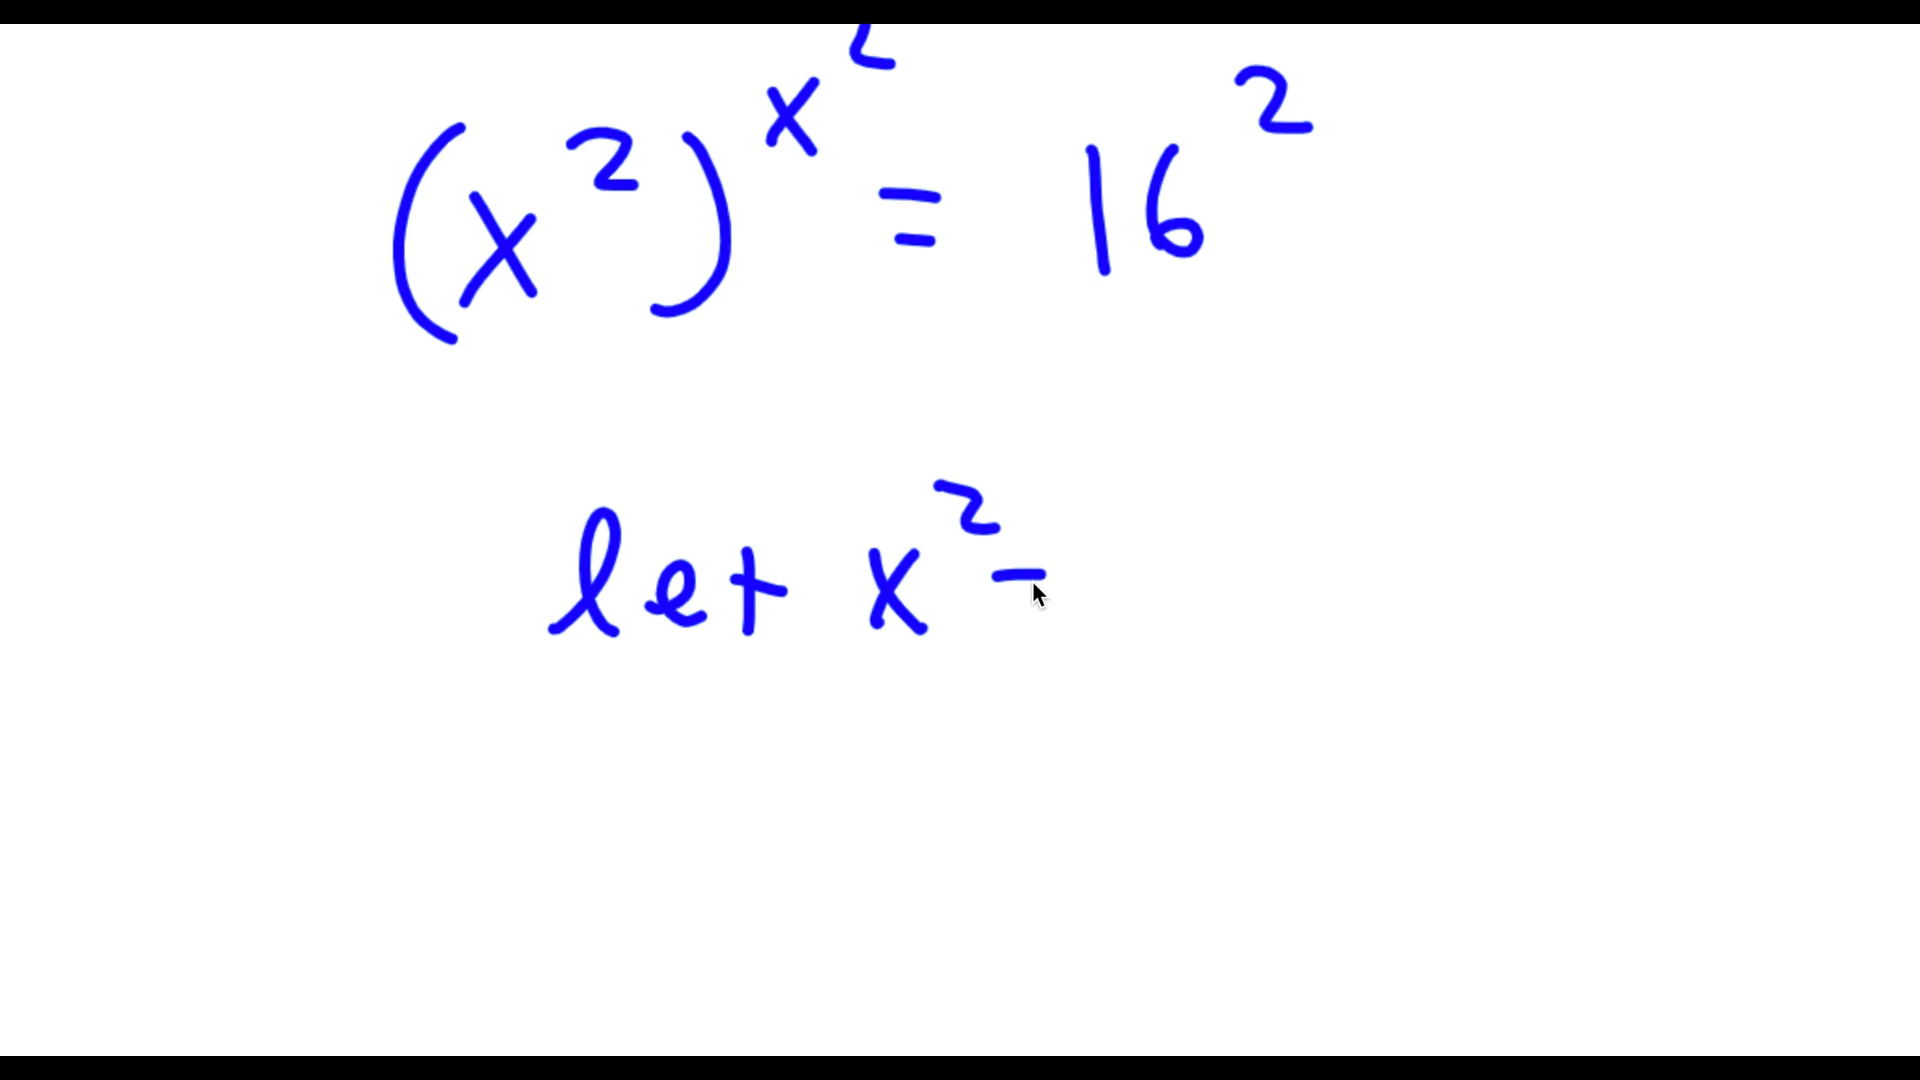 (x²)^x² = 16²
let x² -